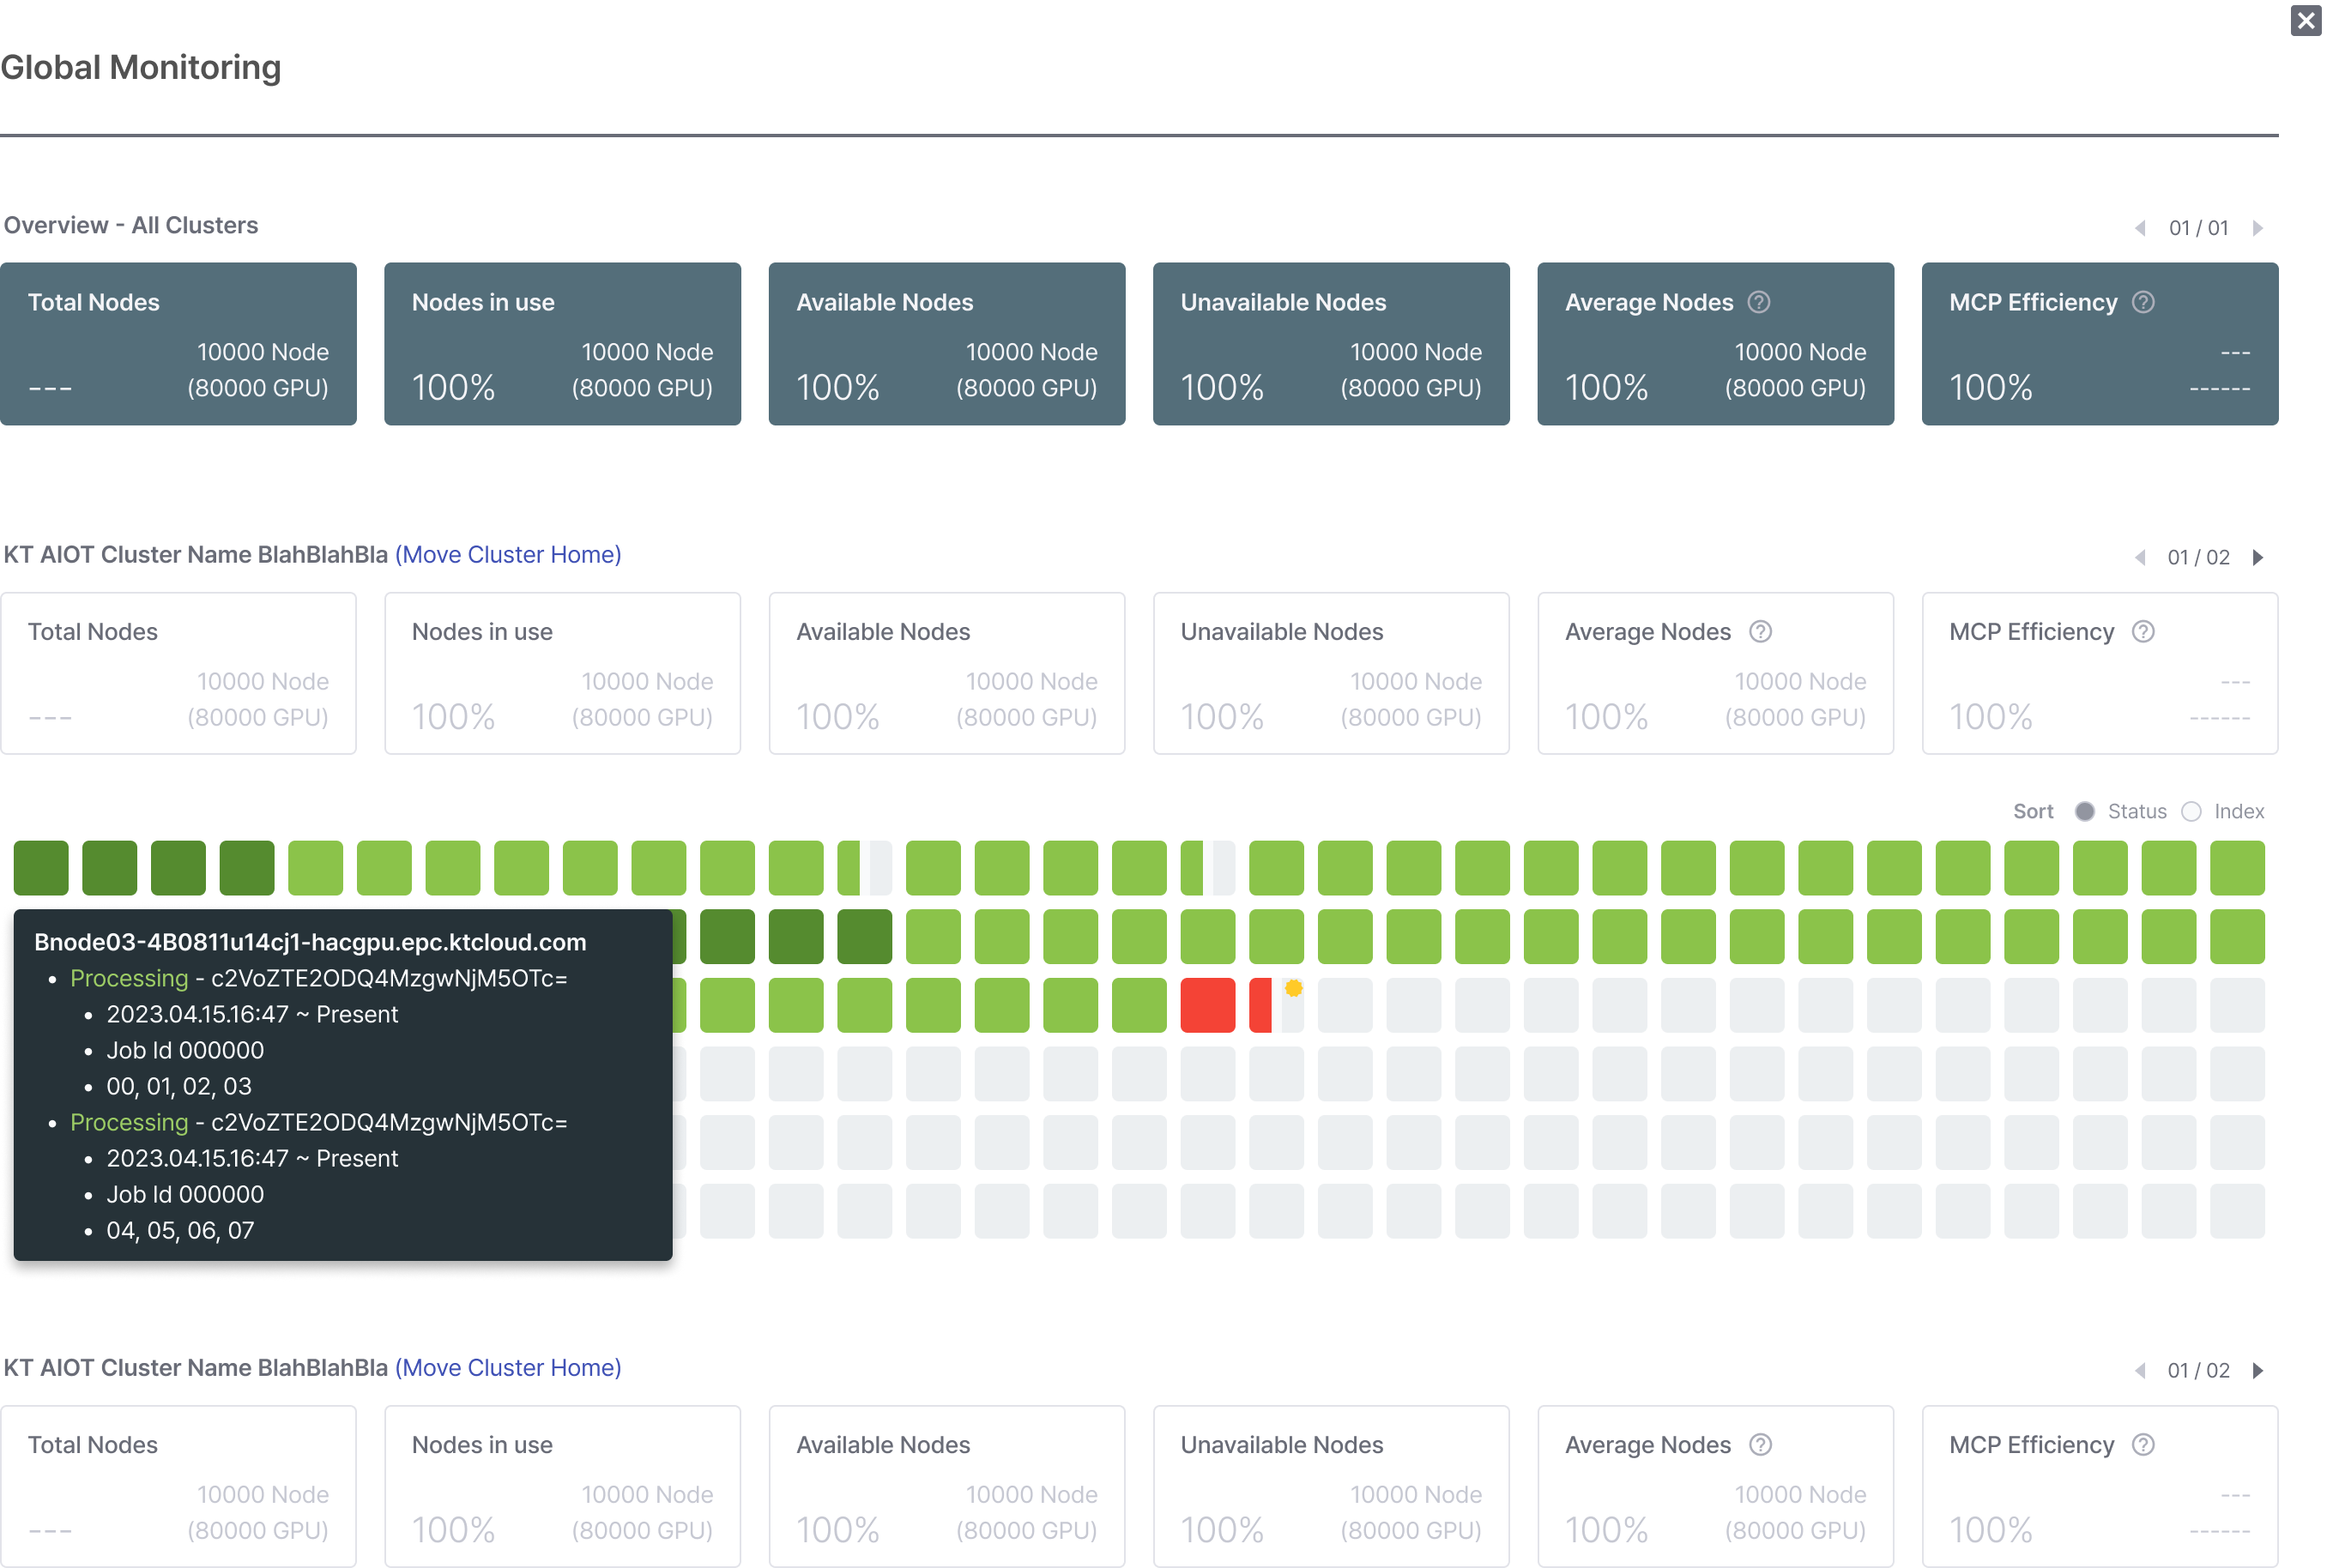 Global Monitoring
Overview - All Clusters
01 / 01
Total Nodes
10000 Node
---
(80000 GPU)
Nodes in use
10000 Node
100%
(80000 GPU)
Available Nodes
10000 Node
100%
(80000 GPU)
Unavailable Nodes
10000 Node
100%
(80000 GPU)
Average Nodes
10000 Node
100%
(80000 GPU)
MCP Efficiency
---
100%
------
KT AIOT Cluster Name BlahBlahBla (Move Cluster Home)
01 / 02
Total Nodes
10000 Node
---
(80000 GPU)
Nodes in use
10000 Node
100%
(80000 GPU)
Available Nodes
10000 Node
100%
(80000 GPU)
Unavailable Nodes
10000 Node
100%
(80000 GPU)
Average Nodes
10000 Node
100%
(80000 GPU)
MCP Efficiency
---
100%
------
Sort Status Index
Bnode03-4B0811u14cj1-hacgpu.epc.ktcloud.com
• Processing - c2VoZTE2ODQ4MzgwNjM5OTc=
• 2023.04.15.16:47 ~ Present
• Job Id 000000
• 00, 01, 02, 03
• Processing - c2VoZTE2ODQ4MzgwNjM5OTc=
• 2023.04.15.16:47 ~ Present
• Job Id 000000
• 04, 05, 06, 07
KT AIOT Cluster Name BlahBlahBla (Move Cluster Home)
01 / 02
Total Nodes
10000 Node
---
(80000 GPU)
Nodes in use
10000 Node
100%
(80000 GPU)
Available Nodes
10000 Node
100%
(80000 GPU)
Unavailable Nodes
10000 Node
100%
(80000 GPU)
Average Nodes
10000 Node
100%
(80000 GPU)
MCP Efficiency
---
100%
------